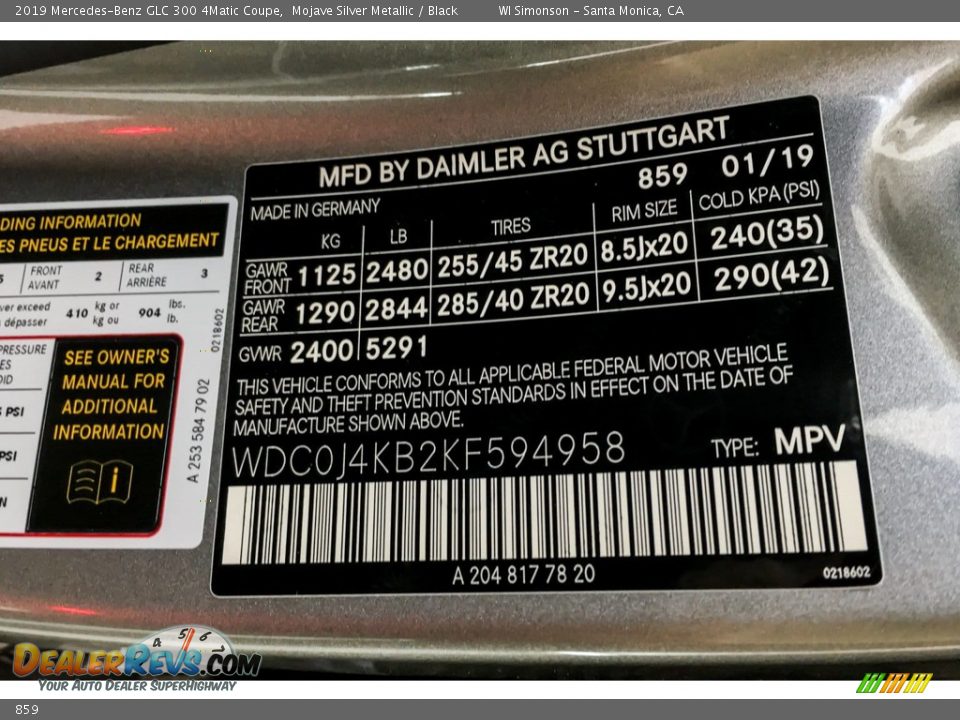 2019 Mercedes-Benz GLC 300 4Matic Coupe, Mojave Silver Metallic / Black WI Simonson - Santa Monica, CA
DING INFORMATION
ES PNEUS ET LE CHARGEMENT
FRONT AVANT 2 REAR ARRIÈRE 3
ver exceed 410 kg or 904 lbs.
dépasser kg ou lb.
0218602
PRESSURE
PSI
PSI
SEE OWNER'S
MANUAL FOR
ADDITIONAL
INFORMATION
A 253 584 79 02
MFD BY DAIMLER AG STUTTGART
859 01/19
MADE IN GERMANY
KG LB TIRES RIM SIZE COLD KPA(PSI)
GAWR FRONT 1125 2480 255/45 ZR20 8.5Jx20 240(35)
GAWR REAR 1290 2844 285/40 ZR20 9.5Jx20 290(42)
GVWR 2400 5291
THIS VEHICLE CONFORMS TO ALL APPLICABLE FEDERAL MOTOR VEHICLE
SAFETY AND THEFT PREVENTION STANDARDS IN EFFECT ON THE DATE OF
MANUFACTURE SHOWN ABOVE.
WDC0J4KB2KF594958 TYPE: MPV
A 204 817 78 20
0218602
4 5 6 7
DEALERREVS.COM
YOUR AUTO DEALER SUPERHIGHWAY
859